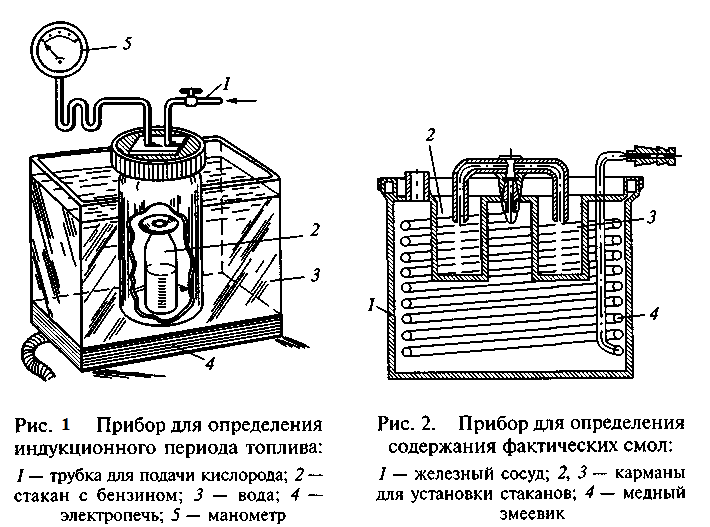 5
1
2
3
4
2
3
1
4
Рис. 1 Прибор для определения
индукционного периода топлива:
1 — трубка для подачи кислорода; 2 —
стакан с бензином; 3 — вода; 4 —
электропечь; 5 — манометр
Рис. 2. Прибор для определения
содержания фактических смол:
1 — железный сосуд; 2, 3 — карманы
для установки стаканов; 4 — медный
змеевик